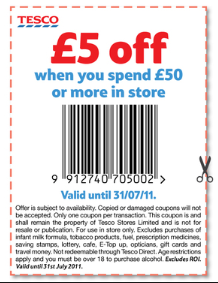 TESCO
£5 off
when you spend £50
or more in store
9 912740 705002 >
Valid until 31/07/11.
Offer is subject to availability. Copied or damaged coupons will not
be accepted. Only one coupon per transaction. This coupon is and
shall remain the property of Tesco Stores Limited and is not for
resale or publication. For use in store only. Excludes purchases of
infant milk formula, tobacco products, fuel, prescription medicines,
saving stamps, lottery, cafe, E-Top up, opticians, gift cards and
travel money. Not redeemable through Tesco Direct. Age restrictions
apply and you must be over 18 to purchase alcohol. Excludes ROI.
Valid until 31st July 2011.